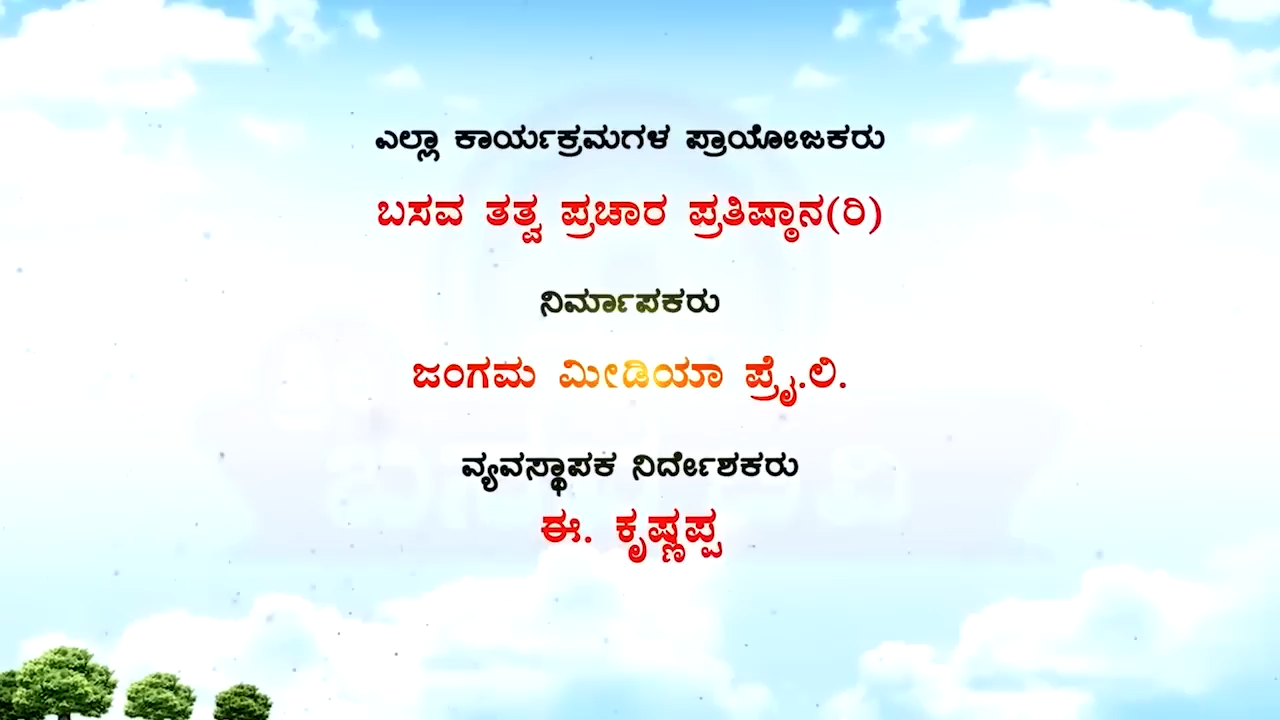 ಎಲ್ಲಾ ಕಾರ್ಯಕ್ರಮಗಳ ಪ್ರಾಯೋಜಕರು
ಬಸವ ತತ್ವ ಪ್ರಚಾರ ಪ್ರತಿಷ್ಠಾನ(ರಿ)
ನಿರ್ಮಾಪಕರು
ಜಂಗಮ ಮೀಡಿಯಾ ಪ್ರೈ.ಲಿ.
ವ್ಯವಸ್ಥಾಪಕ ನಿರ್ದೇಶಕರು
ಈ. ಕೃಷ್ಣಪ್ಪ